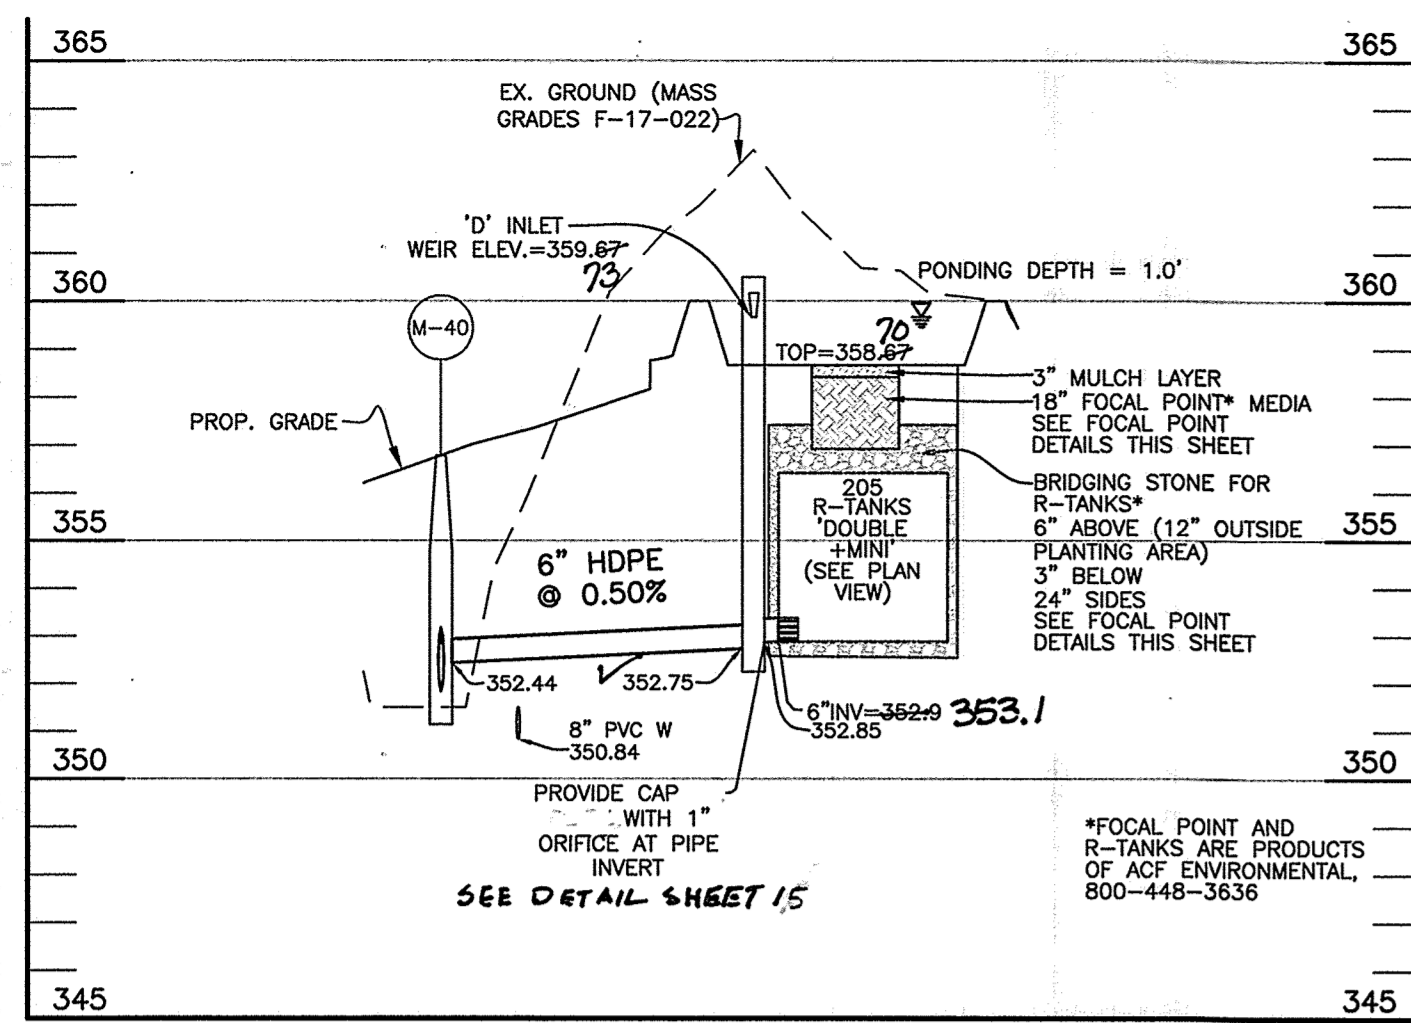 365
365
EX. GROUND (MASS
GRADES F-17-022)
'D' INLET
WEIR ELEV.=359.67
73
PONDING DEPTH = 1.0'
360
360
M-40
70
TOP=358.67
3" MULCH LAYER
18" FOCAL POINT* MEDIA
SEE FOCAL POINT
DETAILS THIS SHEET
PROP. GRADE
BRIDGING STONE FOR
R-TANKS*
6" ABOVE (12" OUTSIDE
PLANTING AREA)
3" BELOW
24" SIDES
SEE FOCAL POINT
DETAILS THIS SHEET
205
R-TANKS
'DOUBLE
+MINI'
(SEE PLAN
VIEW)
355
355
6" HDPE
@ 0.50%
352.44
352.75
6"INV=352.9 353.1
352.85
8" PVC W
350.84
350
350
PROVIDE CAP
WITH 1"
ORIFICE AT PIPE
INVERT
SEE DETAIL SHEET 15
*FOCAL POINT AND
R-TANKS ARE PRODUCTS
OF ACF ENVIRONMENTAL,
800-448-3636
345
345